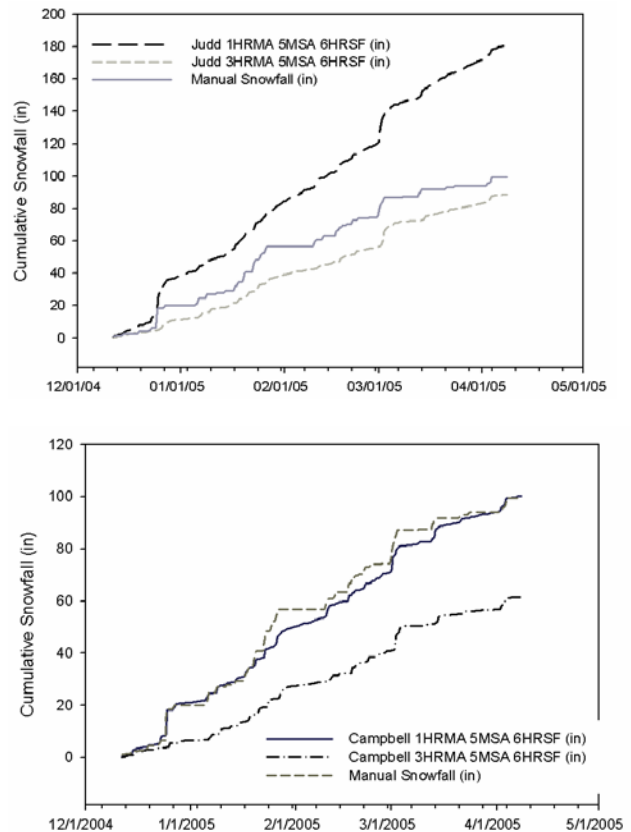 200
180
160
140
120
100
80
60
40
20
0
Cumulative Snowfall (in)
Judd 1HRMA 5MSA 6HRSF (in)
Judd 3HRMA 5MSA 6HRSF (in)
Manual Snowfall (in)
12/01/04 01/01/05 02/01/05 03/01/05 04/01/05 05/01/05
120
100
80
60
40
20
0
Cumulative Snowfall (in)
Campbell 1HRMA 5MSA 6HRSF (in)
Campbell 3HRMA 5MSA 6HRSF (in)
Manual Snowfall (in)
12/1/2004 1/1/2005 2/1/2005 3/1/2005 4/1/2005 5/1/2005